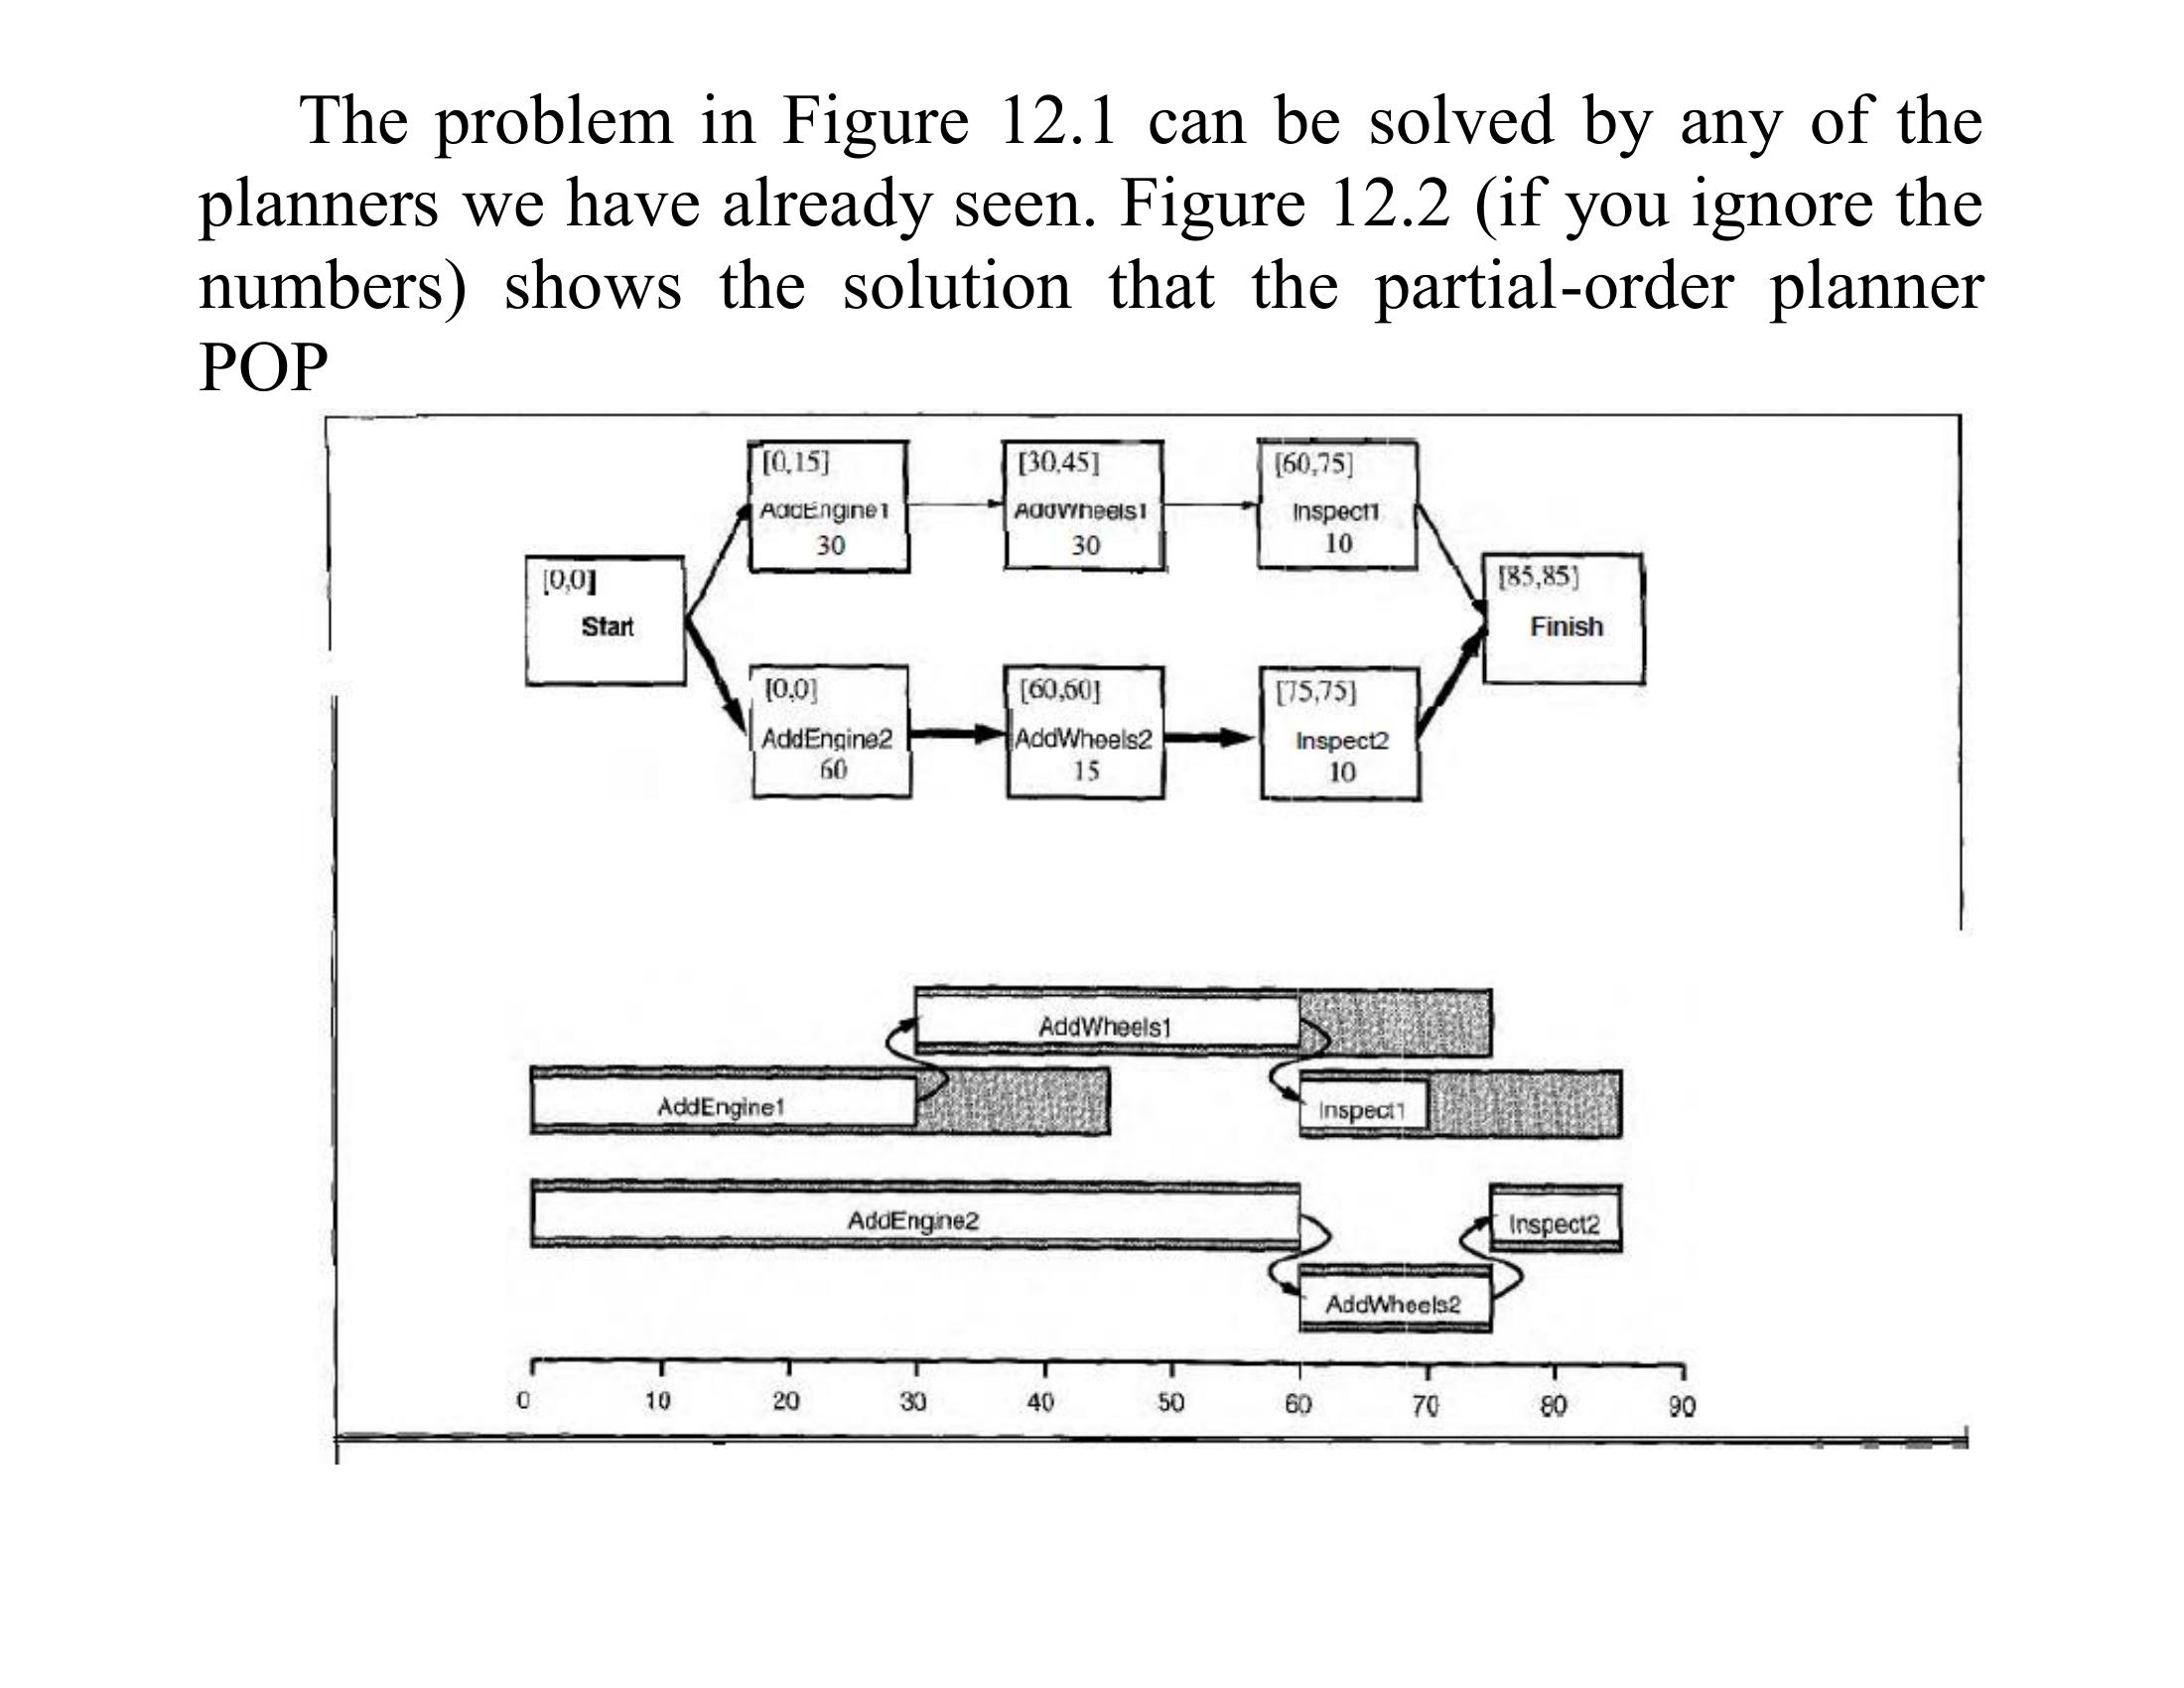 The problem in Figure 12.1 can be solved by any of the
planners we have already seen. Figure 12.2 (if you ignore the
numbers) shows the solution that the partial-order planner
POP
[0,15]
AddEngine1
30
[30,45]
AddWheels1
30
[60,75]
Inspect1
10
[0,0]
Start
[85,85]
Finish
[0,0]
AddEngine2
60
[60,60]
AddWheels2
15
[75,75]
Inspect2
10
AddWheels1
AddEngine1
Inspect1
AddEngine2
Inspect2
AddWheels2
0 10 20 30 40 50 60 70 80 90